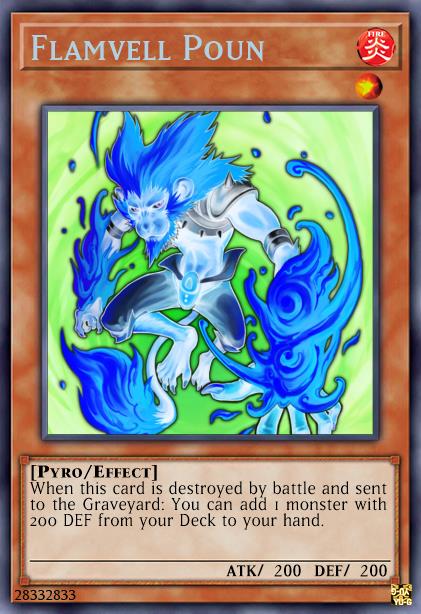 Flamvell Poun
FIRE
炎
[Pyro/Effect]
When this card is destroyed by battle and sent
to the Graveyard: You can add 1 monster with
200 DEF from your Deck to your hand.
ATK/ 200 DEF/ 200
28332833